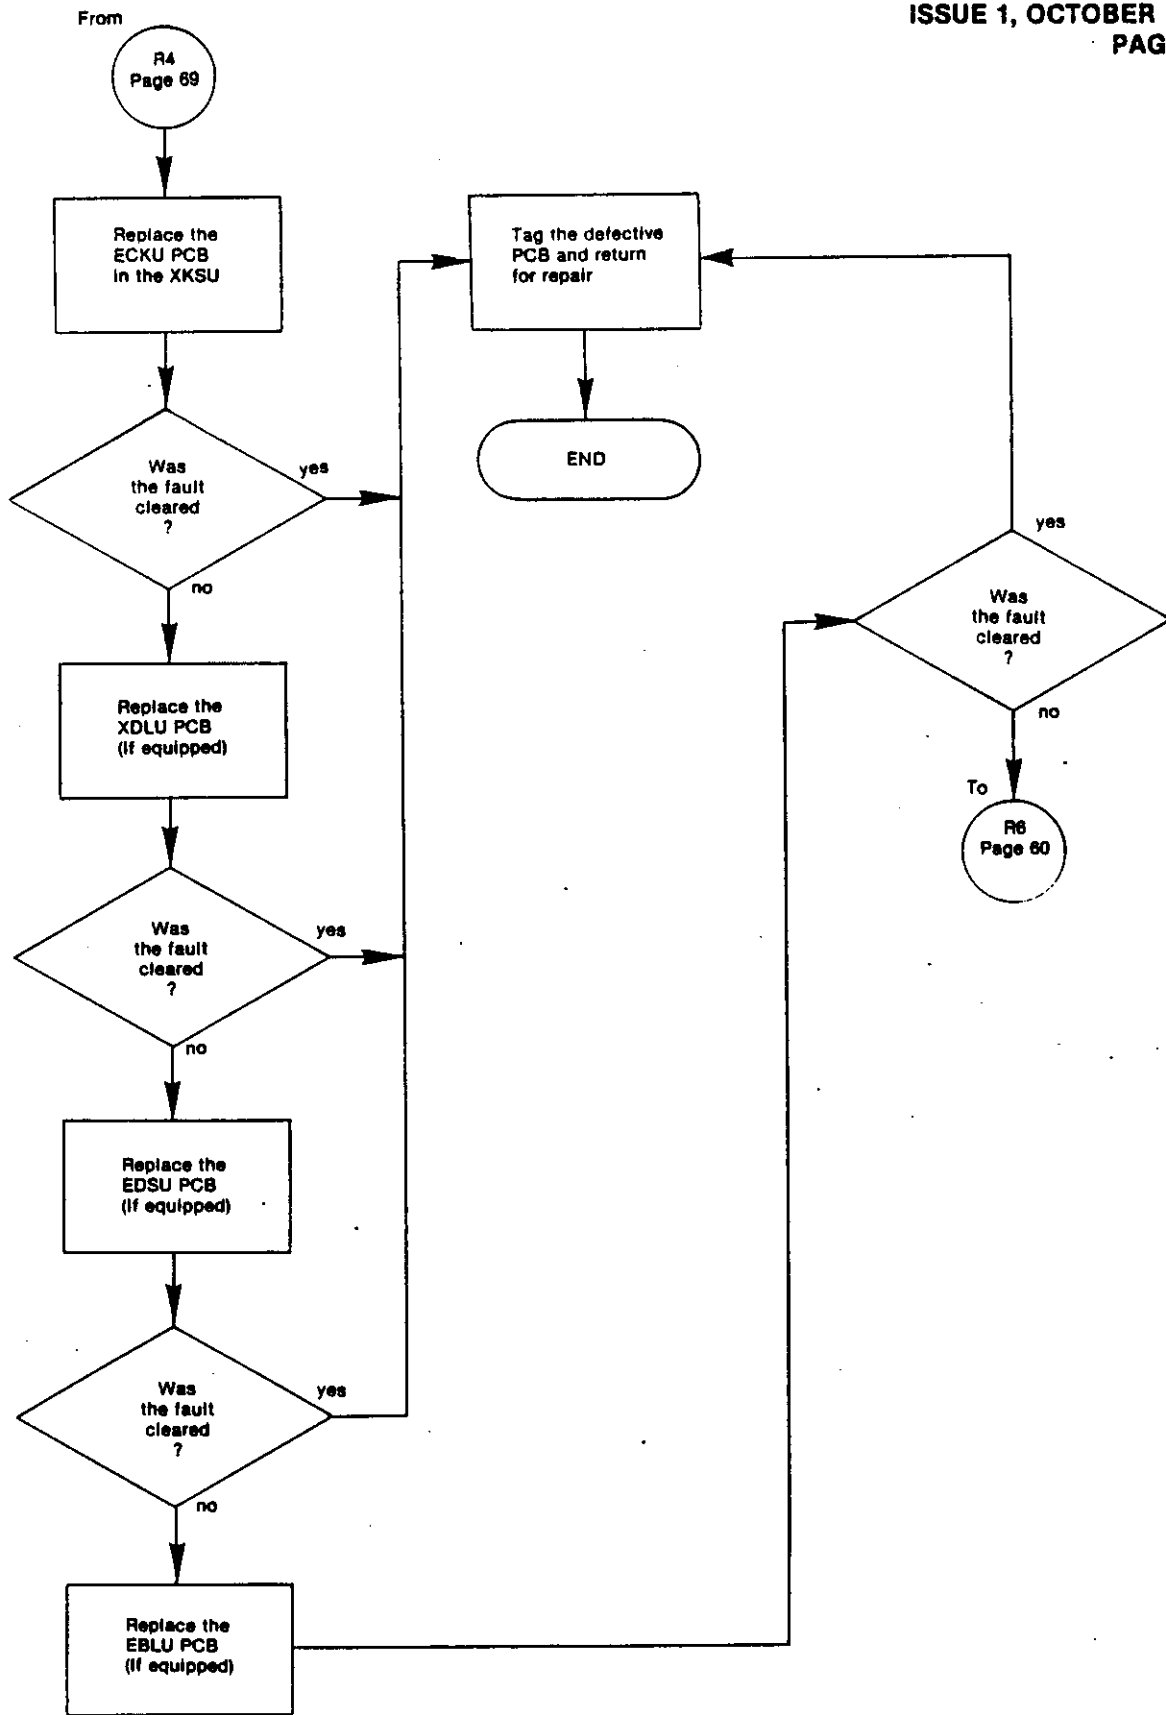 ISSUE 1, OCTOBER
PAG
From
R4
Page 69
Replace the
ECKU PCB
in the XKSU
Was
the fault
cleared
?
yes
no
Replace the
XDLU PCB
(If equipped)
Was
the fault
cleared
?
yes
no
Replace the
EDSU PCB
(If equipped)
Was
the fault
cleared
?
yes
no
Replace the
EBLU PCB
(If equipped)
Tag the defective
PCB and return
for repair
END
yes
Was
the fault
cleared
?
no
To
R6
Page 60